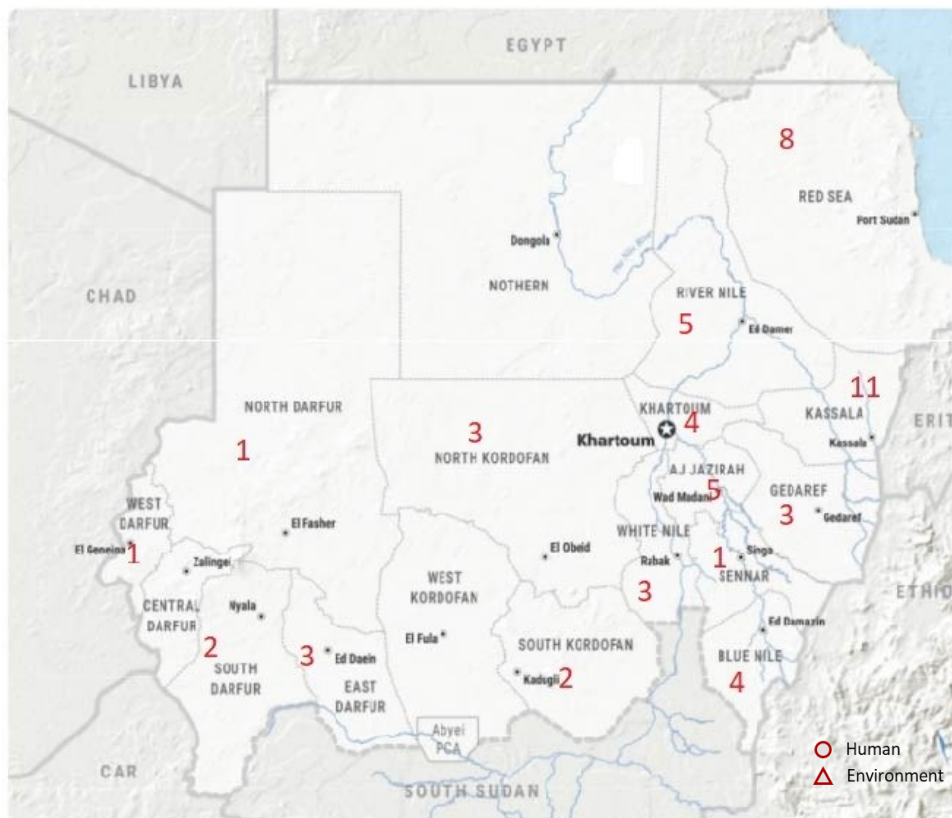 EGYPT
LIBYA
8
RED SEA
Port Sudan
Dongola
NOTHERN
CHAD
RIVER NILE
5
Ed Damer
11
NORTH DARFUR
KHARTOUM
4
KASSALA
ERIT
1
3
Khartoum
Kassala
NORTH KORDOFAN
AJ JAZIRAH
5
Wad Madani
GEDAREF
3
Gedaref
WEST
DARFUR
El Fasher
WHITE NILE
El Geneina
1
Zalingei
El Obeid
Rabak
1
Singa
SENNAR
WEST
KORDOFAN
3
ETHIO
CENTRAL
DARFUR
Nyala
2
El Fula
SOUTH KORDOFAN
Ed Damazin
3
Ed Daein
BLUE NILE
4
SOUTH
DARFUR
EAST
DARFUR
Kadugli
2
Abyei
PCA
CAR
SOUTH SUDAN
Human
Environment